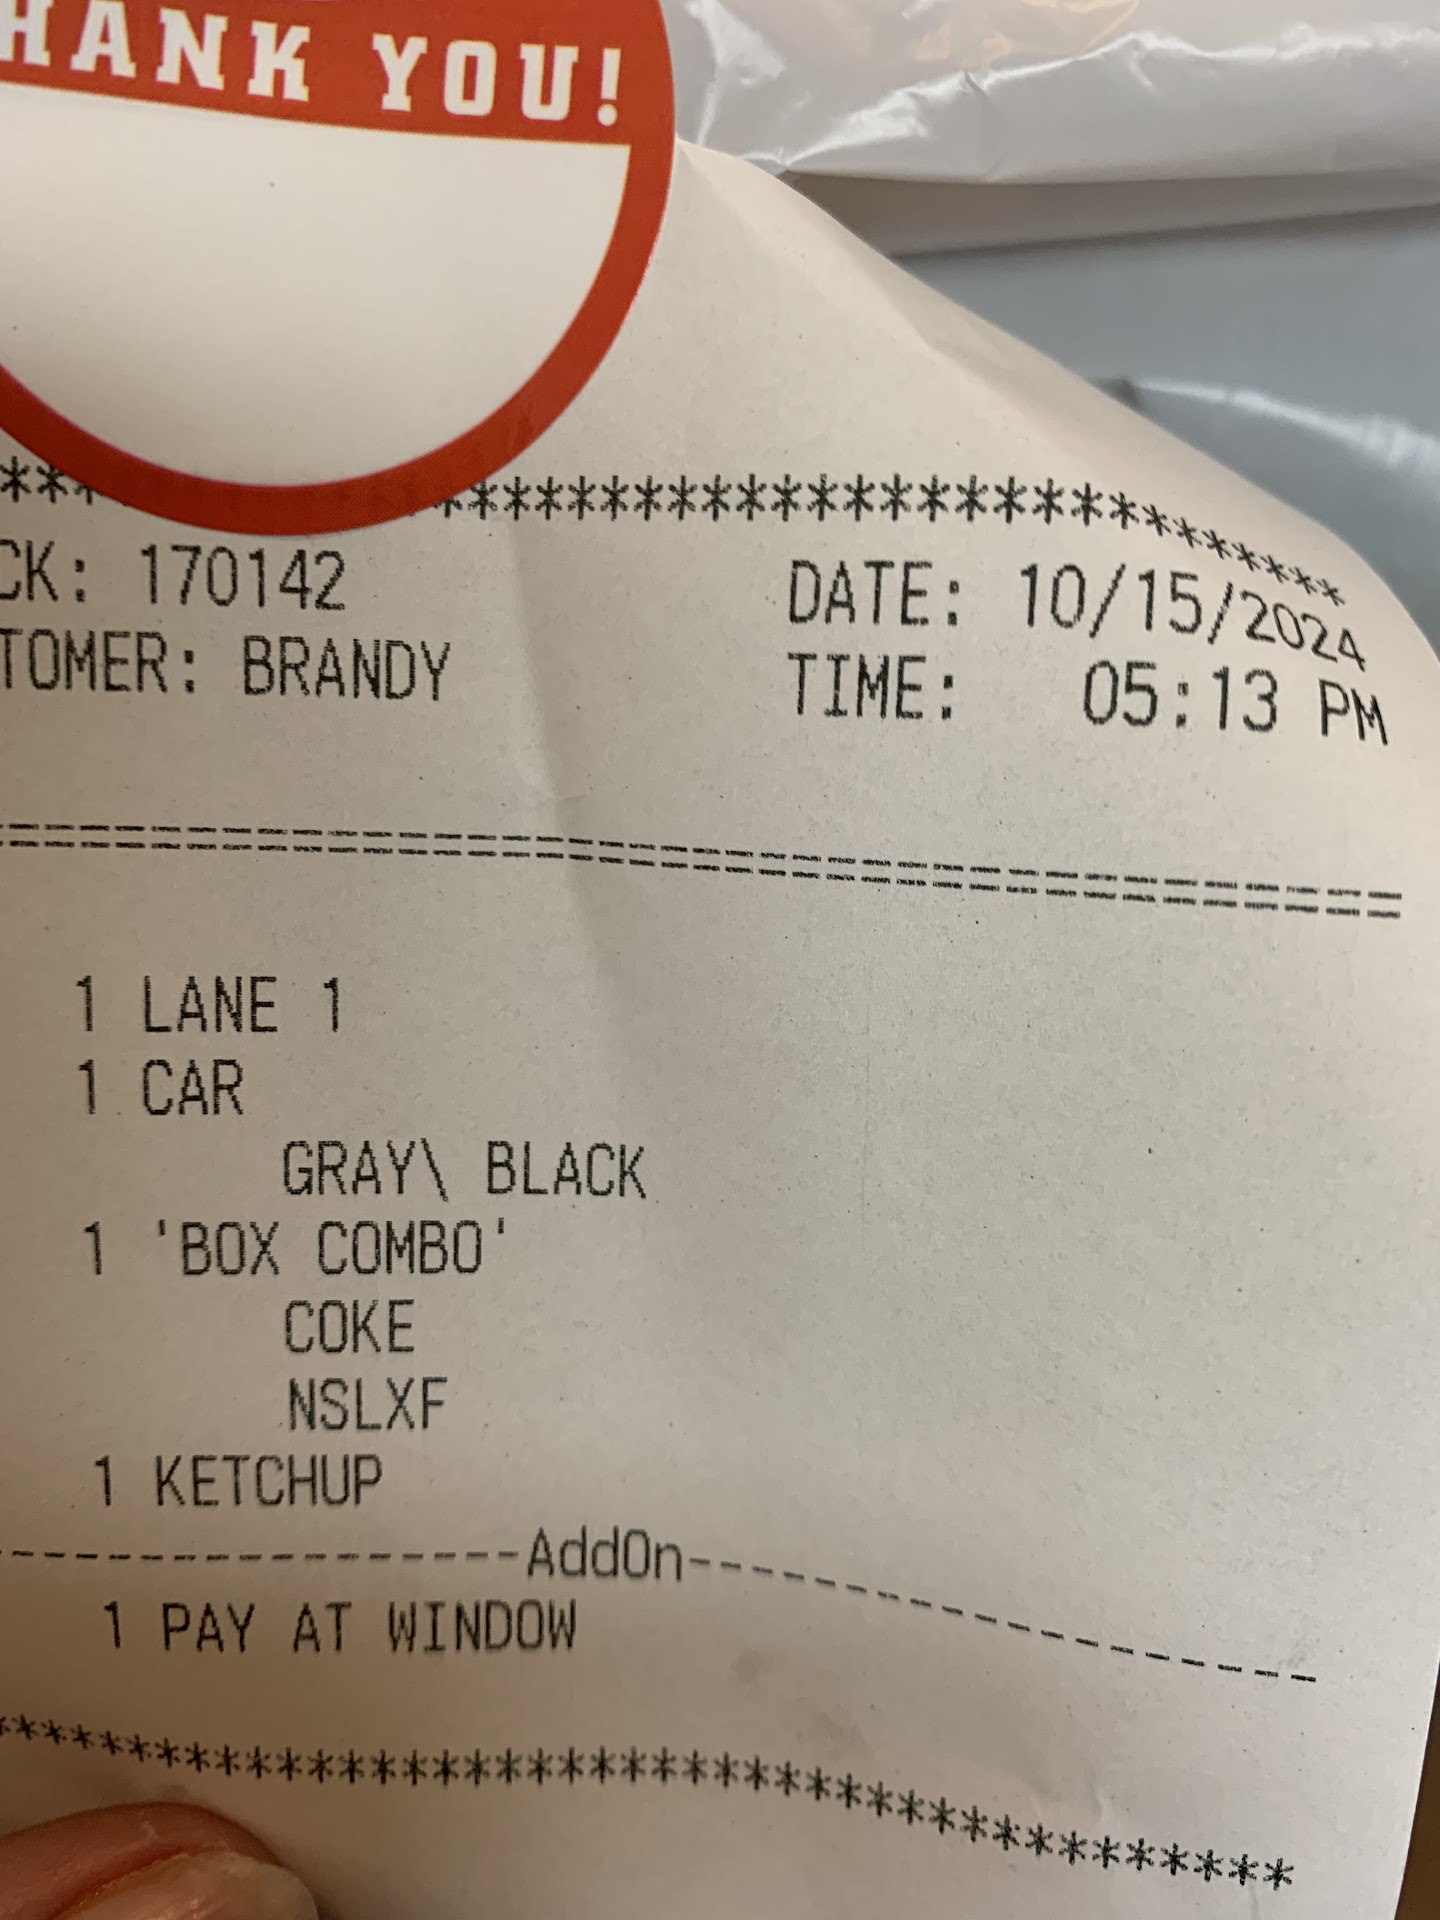 HANK YOU!
***********************************
CK: 170142 DATE: 10/15/2024
TOMER: BRANDY TIME: 05:13 PM
========================================
1 LANE 1
1 CAR
GRAY\ BLACK
1 'BOX COMBO'
COKE
NSLXF
1 KETCHUP
----------------AddOn------------------
1 PAY AT WINDOW
****************************************